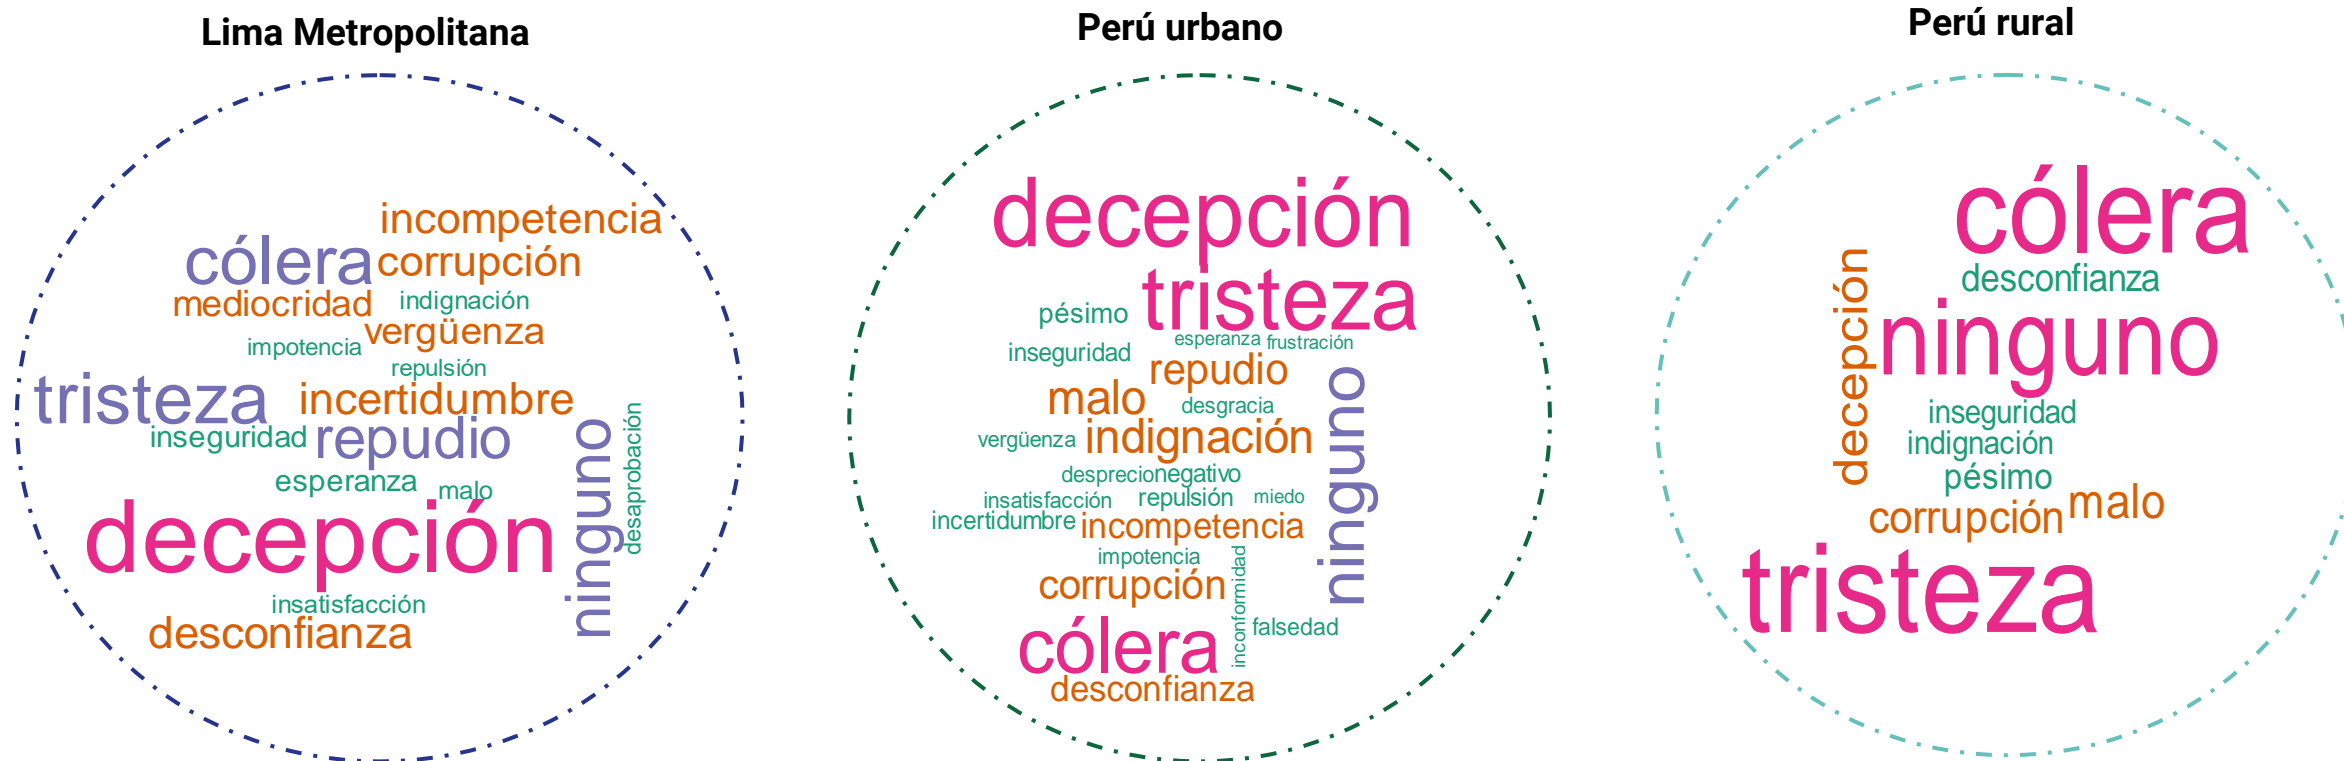 Lima Metropolitana
incompetencia
cólera
corrupción
mediocridad
indignación
vergüenza
impotencia
repulsión
tristeza
incertidumbre
inseguridad
repudio
ninguno
desaprobación
esperanza
malo
decepción
insatisfacción
desconfianza
Perú urbano
decepción
tristeza
pésimo
esperanza
frustración
inseguridad
repudio
malo
desgracia
ninguno
vergüenza
indignación
desprecio
negativo
insatisfacción
repulsión
miedo
incertidumbre
incompetencia
impotencia
inconformidad
corrupción
falsedad
cólera
desconfianza
Perú rural
cólera
desconfianza
decepción
ninguno
inseguridad
indignación
pésimo
corrupción
malo
tristeza